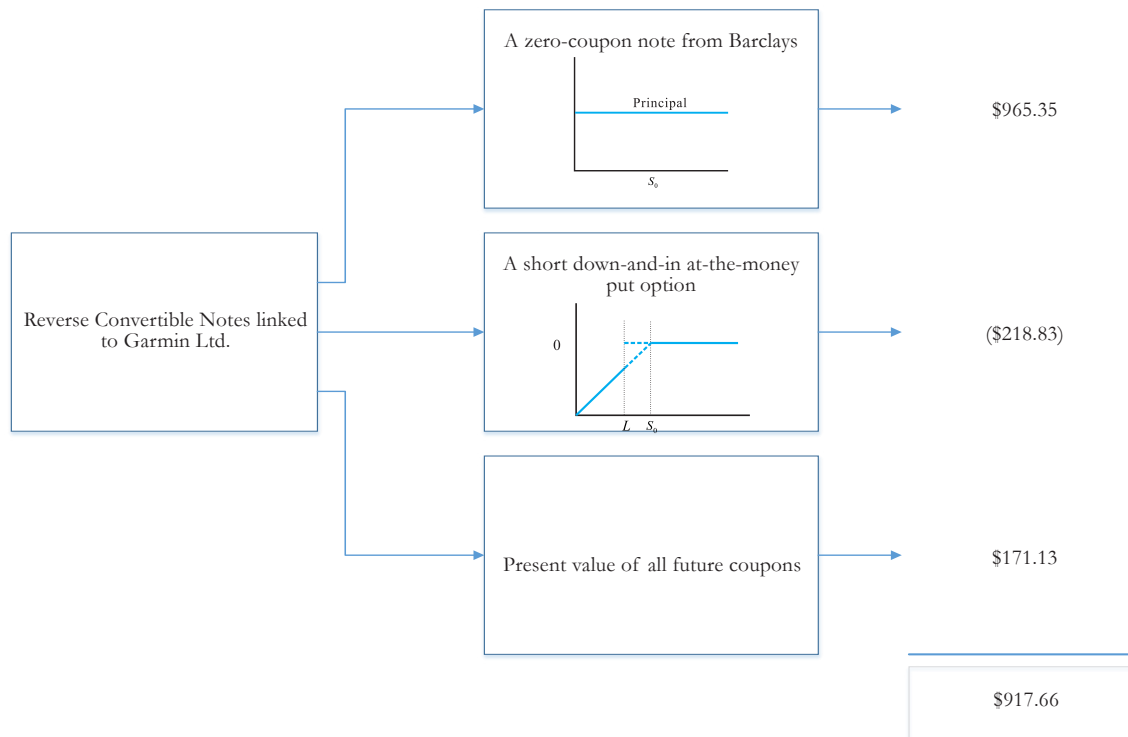 A zero-coupon note from Barclays
Principal
S₀
$965.35
Reverse Convertible Notes linked
to Garmin Ltd.
A short down-and-in at-the-money
put option
0
L S₀
($218.83)
Present value of all future coupons
$171.13
$917.66